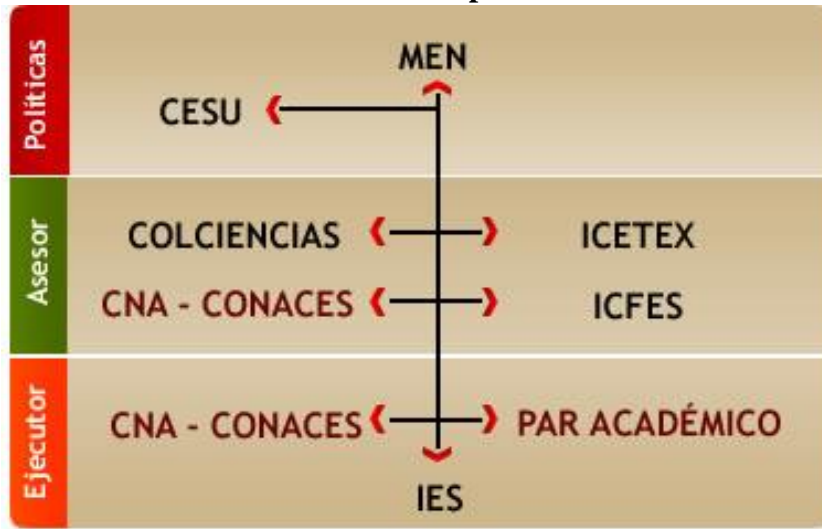 Políticas
MEN
CESU
Asesor
COLCIENCIAS
ICETEX
CNA - CONACES
ICFES
Ejecutor
CNA - CONACES
PAR ACADÉMICO
IES